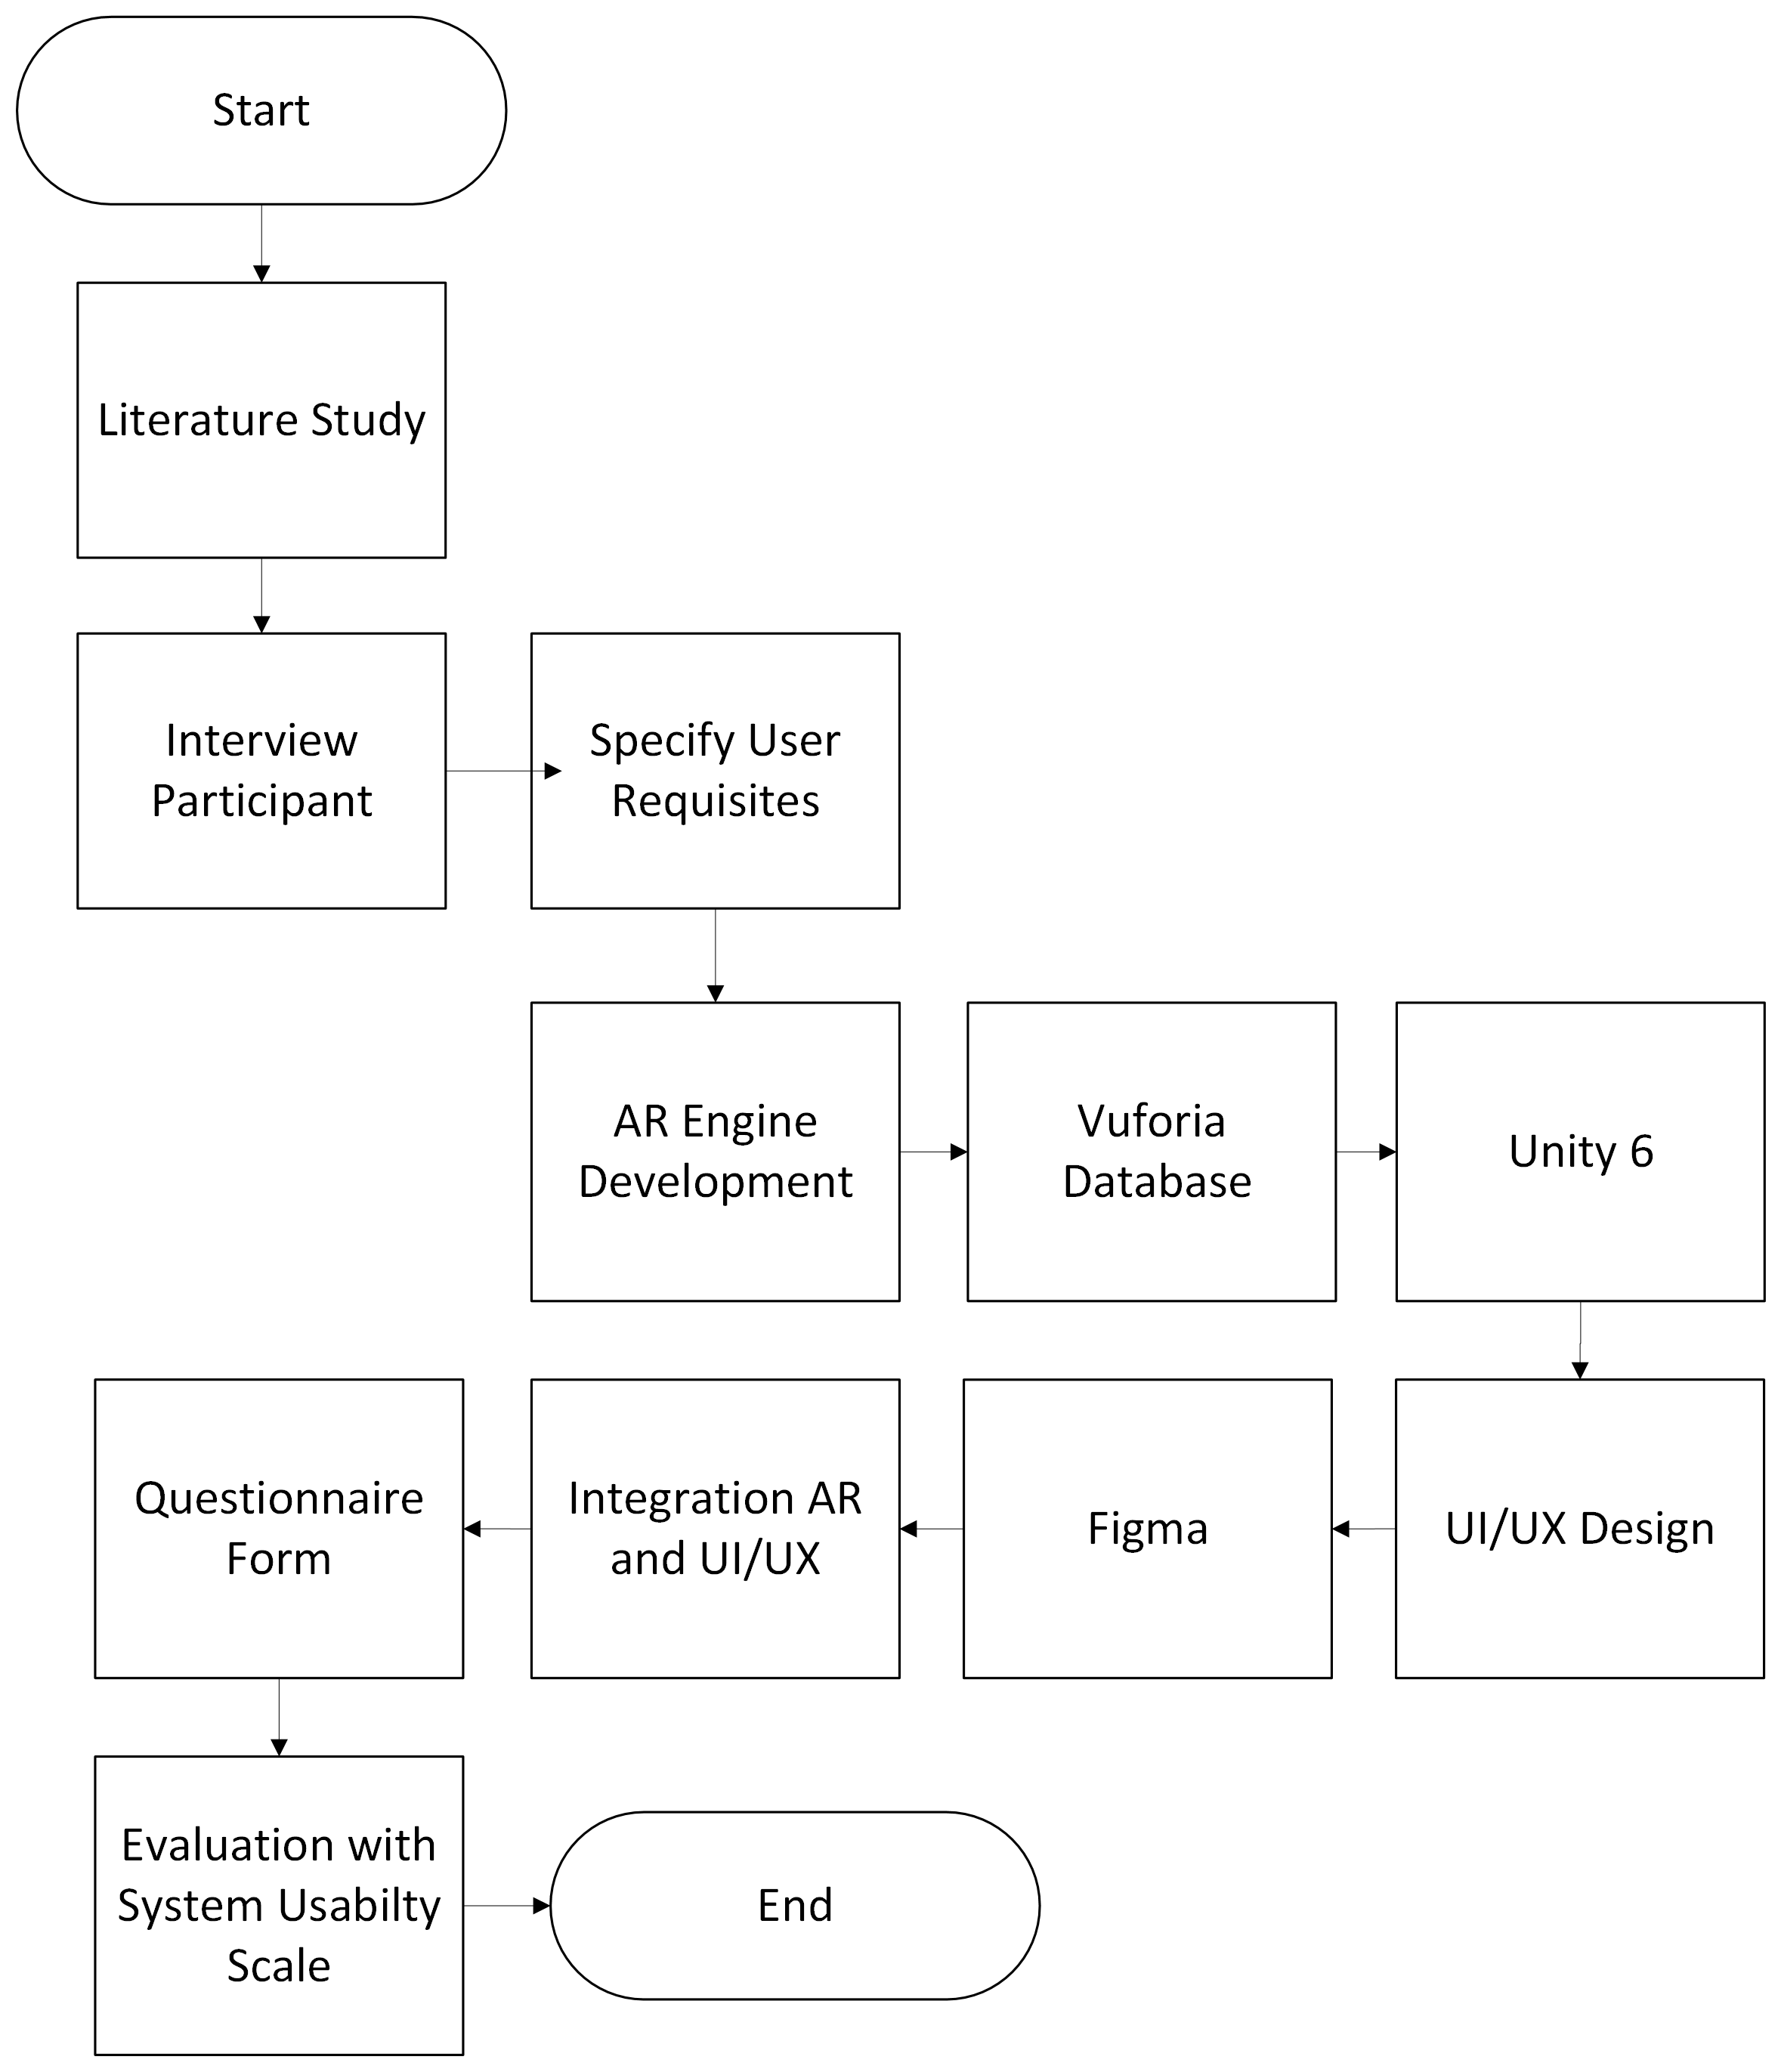 Start
Literature Study
Interview
Participant
Specify User
Requisites
AR Engine
Development
Vuforia
Database
Unity 6
UI/UX Design
Figma
Integration AR
and UI/UX
Questionnaire
Form
Evaluation with
System Usabilty
Scale
End